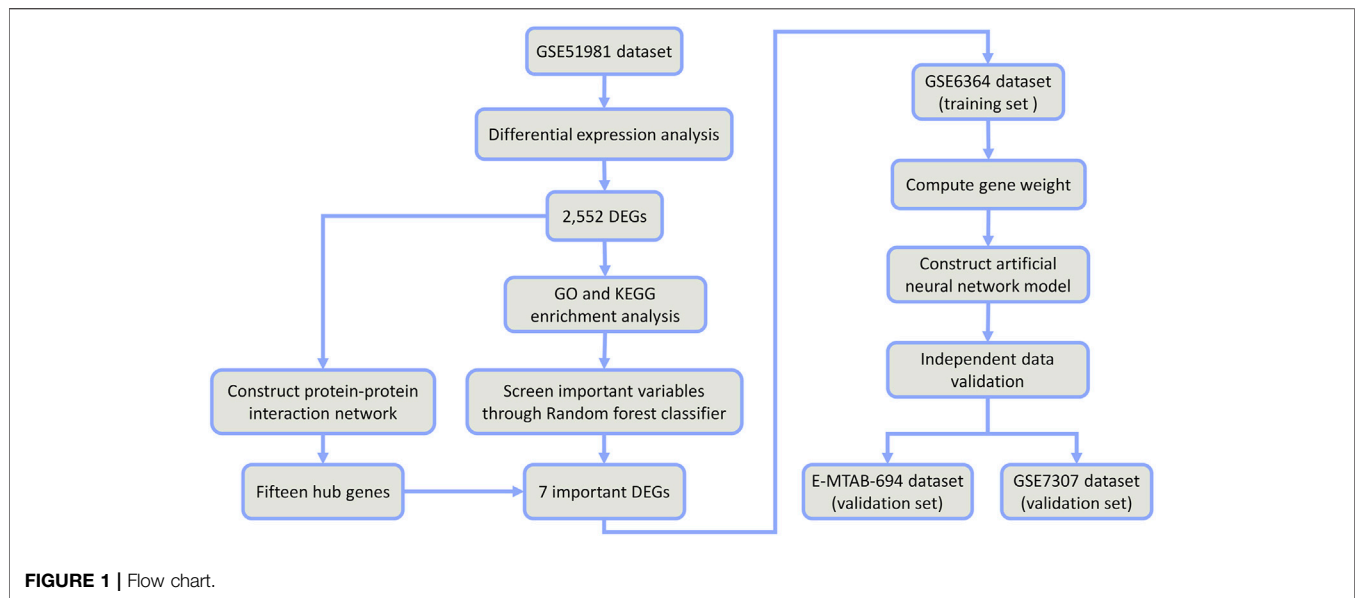 GSE51981 dataset
Differential expression analysis
2,552 DEGs
GO and KEGG
enrichment analysis
Construct protein-protein
interaction network
Screen important variables
through Random forest classifier
Fifteen hub genes
7 important DEGs
GSE6364 dataset
(training set )
Compute gene weight
Construct artificial
neural network model
Independent data
validation
E-MTAB-694 dataset
(validation set)
GSE7307 dataset
(validation set)
FIGURE 1 | Flow chart.